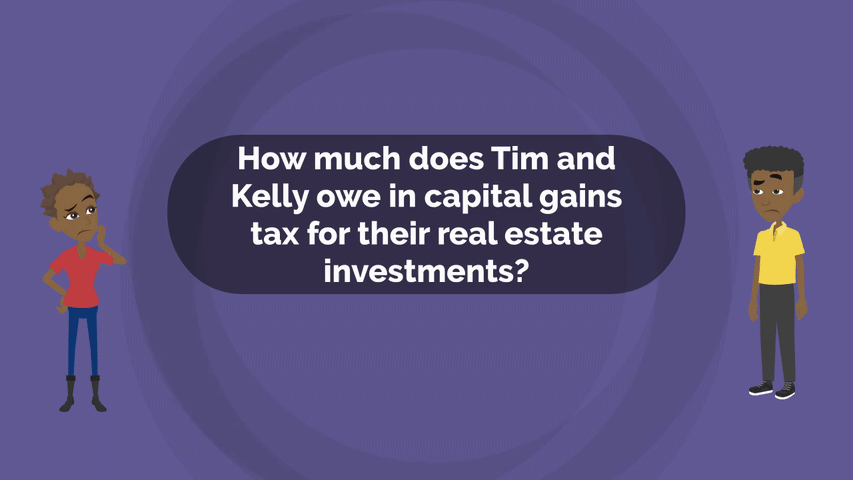 How much does Tim and
Kelly owe in capital gains
tax for their real estate
investments?